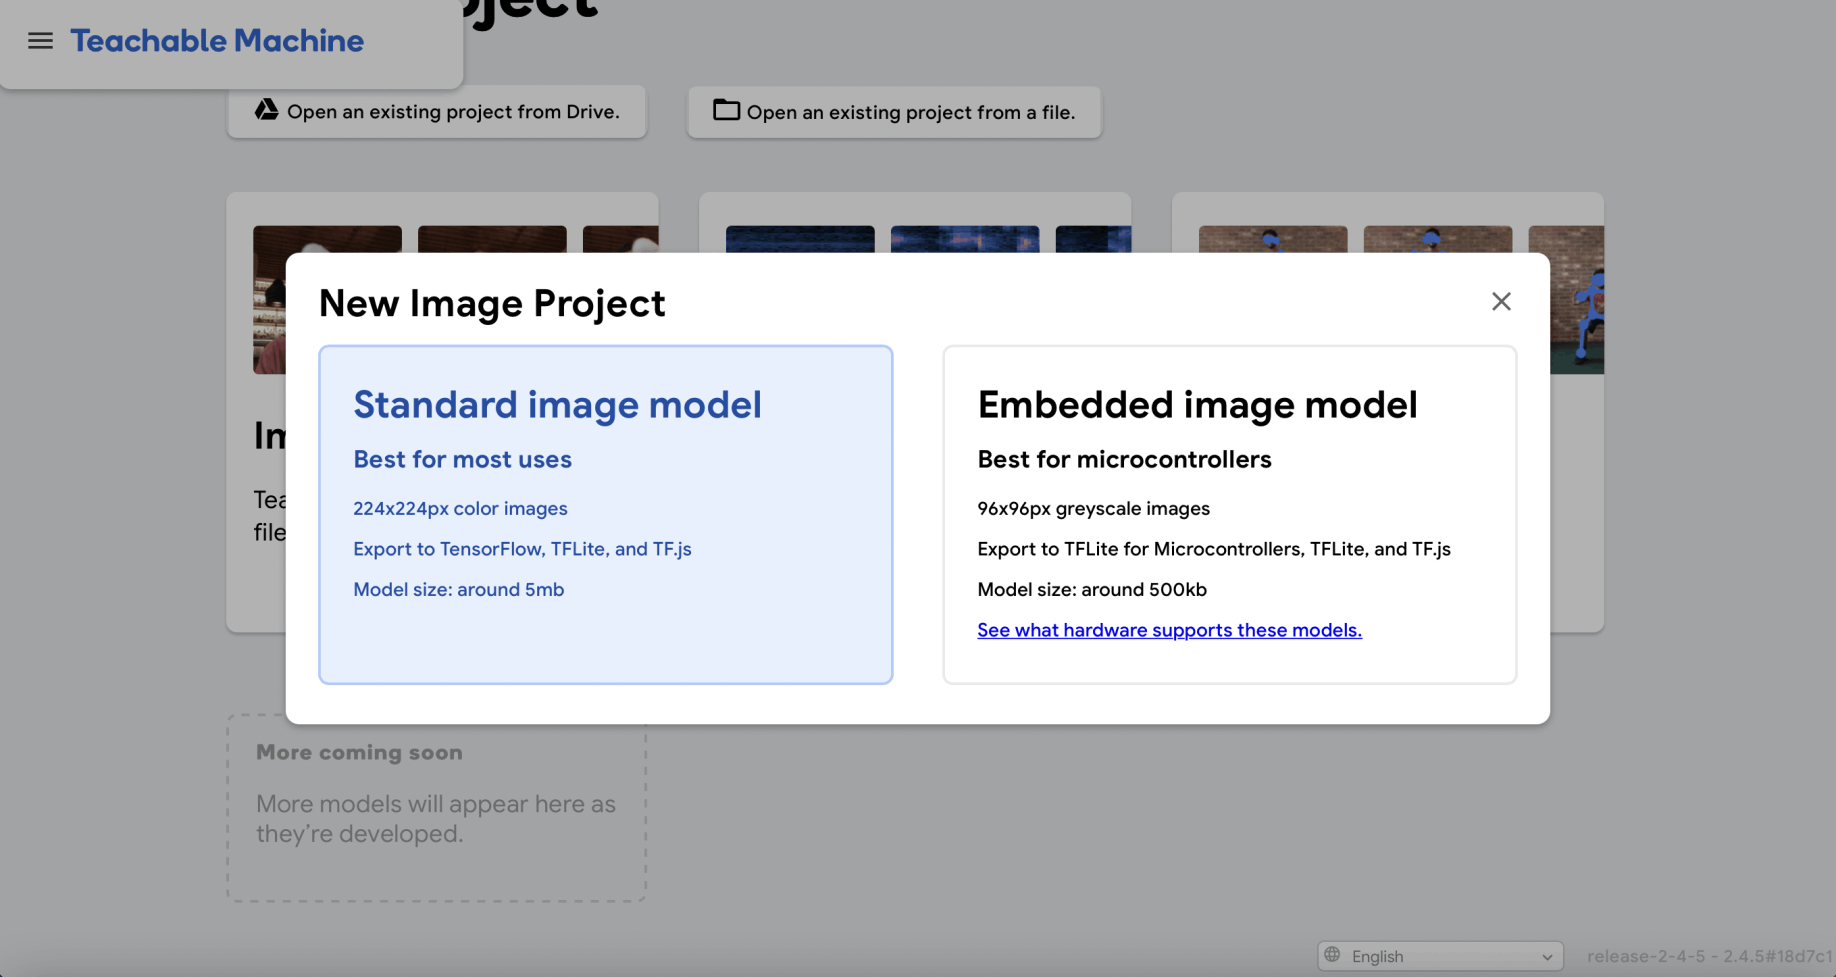 Teachable Machine
Open an existing project from Drive.
Open an existing project from a file.
New Image Project
Standard image model
Best for most uses
224x224px color images
Export to TensorFlow, TFLite, and TF.js
Model size: around 5mb
Embedded image model
Best for microcontrollers
96x96px greyscale images
Export to TFLite for Microcontrollers, TFLite, and TF.js
Model size: around 500kb
See what hardware supports these models.
More coming soon
More models will appear here as
they’re developed.
English
release-2-4-5 - 2.4.5#18d7c1